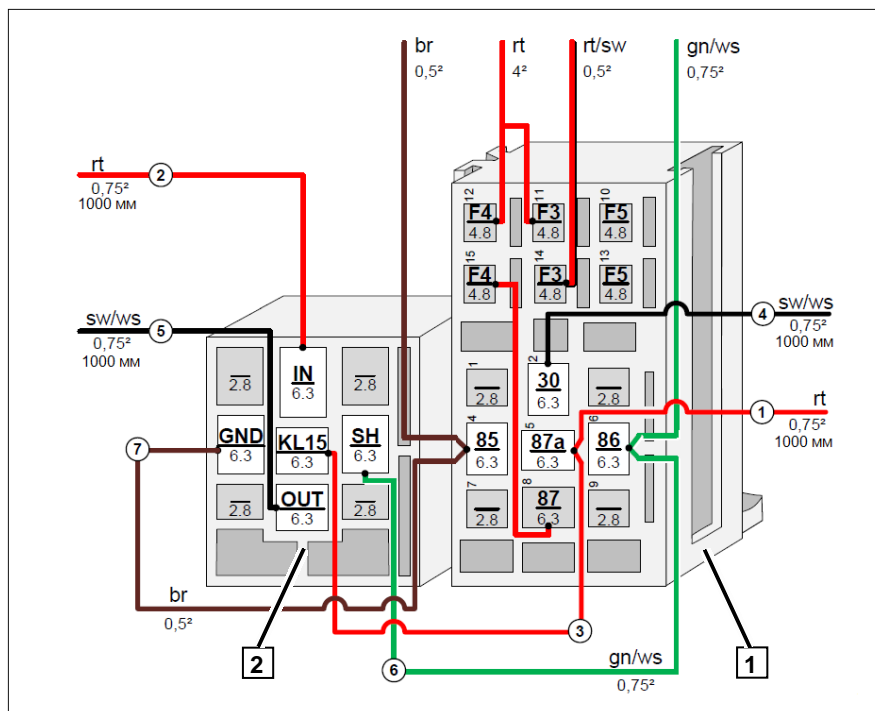 br rt rt/sw gn/ws
0,5² 4² 0,5² 0,75²
rt 2
0,75²
1000 мм
12 11 10
F4 F3 F5
4.8 4.8 4.8
15 14 13
F4 F3 F5
4.8 4.8 4.8
sw/ws 5
0,75²
1000 мм
4 sw/ws
0,75²
1000 мм
2.8 IN 2.8
6.3
1 2
2.8 30 2.8
6.3
1 rt
0,75²
1000 мм
7 GND KL15 SH
6.3 6.3 6.3
4 5 6
85 87a 86
6.3 6.3 6.3
2.8 OUT 2.8
6.3
7 8 9
2.8 87 2.8
6.3
br
0,5²
3
2 6 gn/ws 1
0,75²